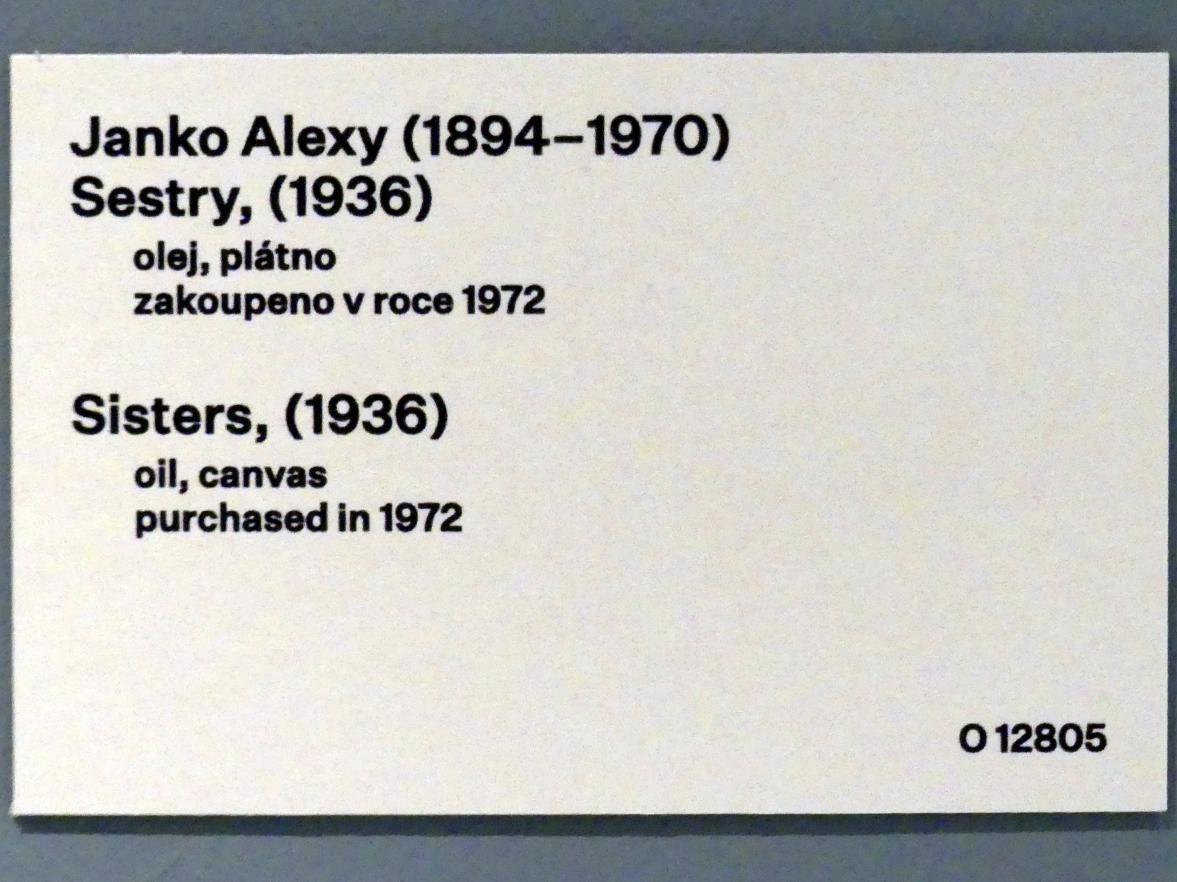 Janko Alexy (1894–1970)
Sestry, (1936)
olej, plátno
zakoupeno v roce 1972
Sisters, (1936)
oil, canvas
purchased in 1972
O 12805